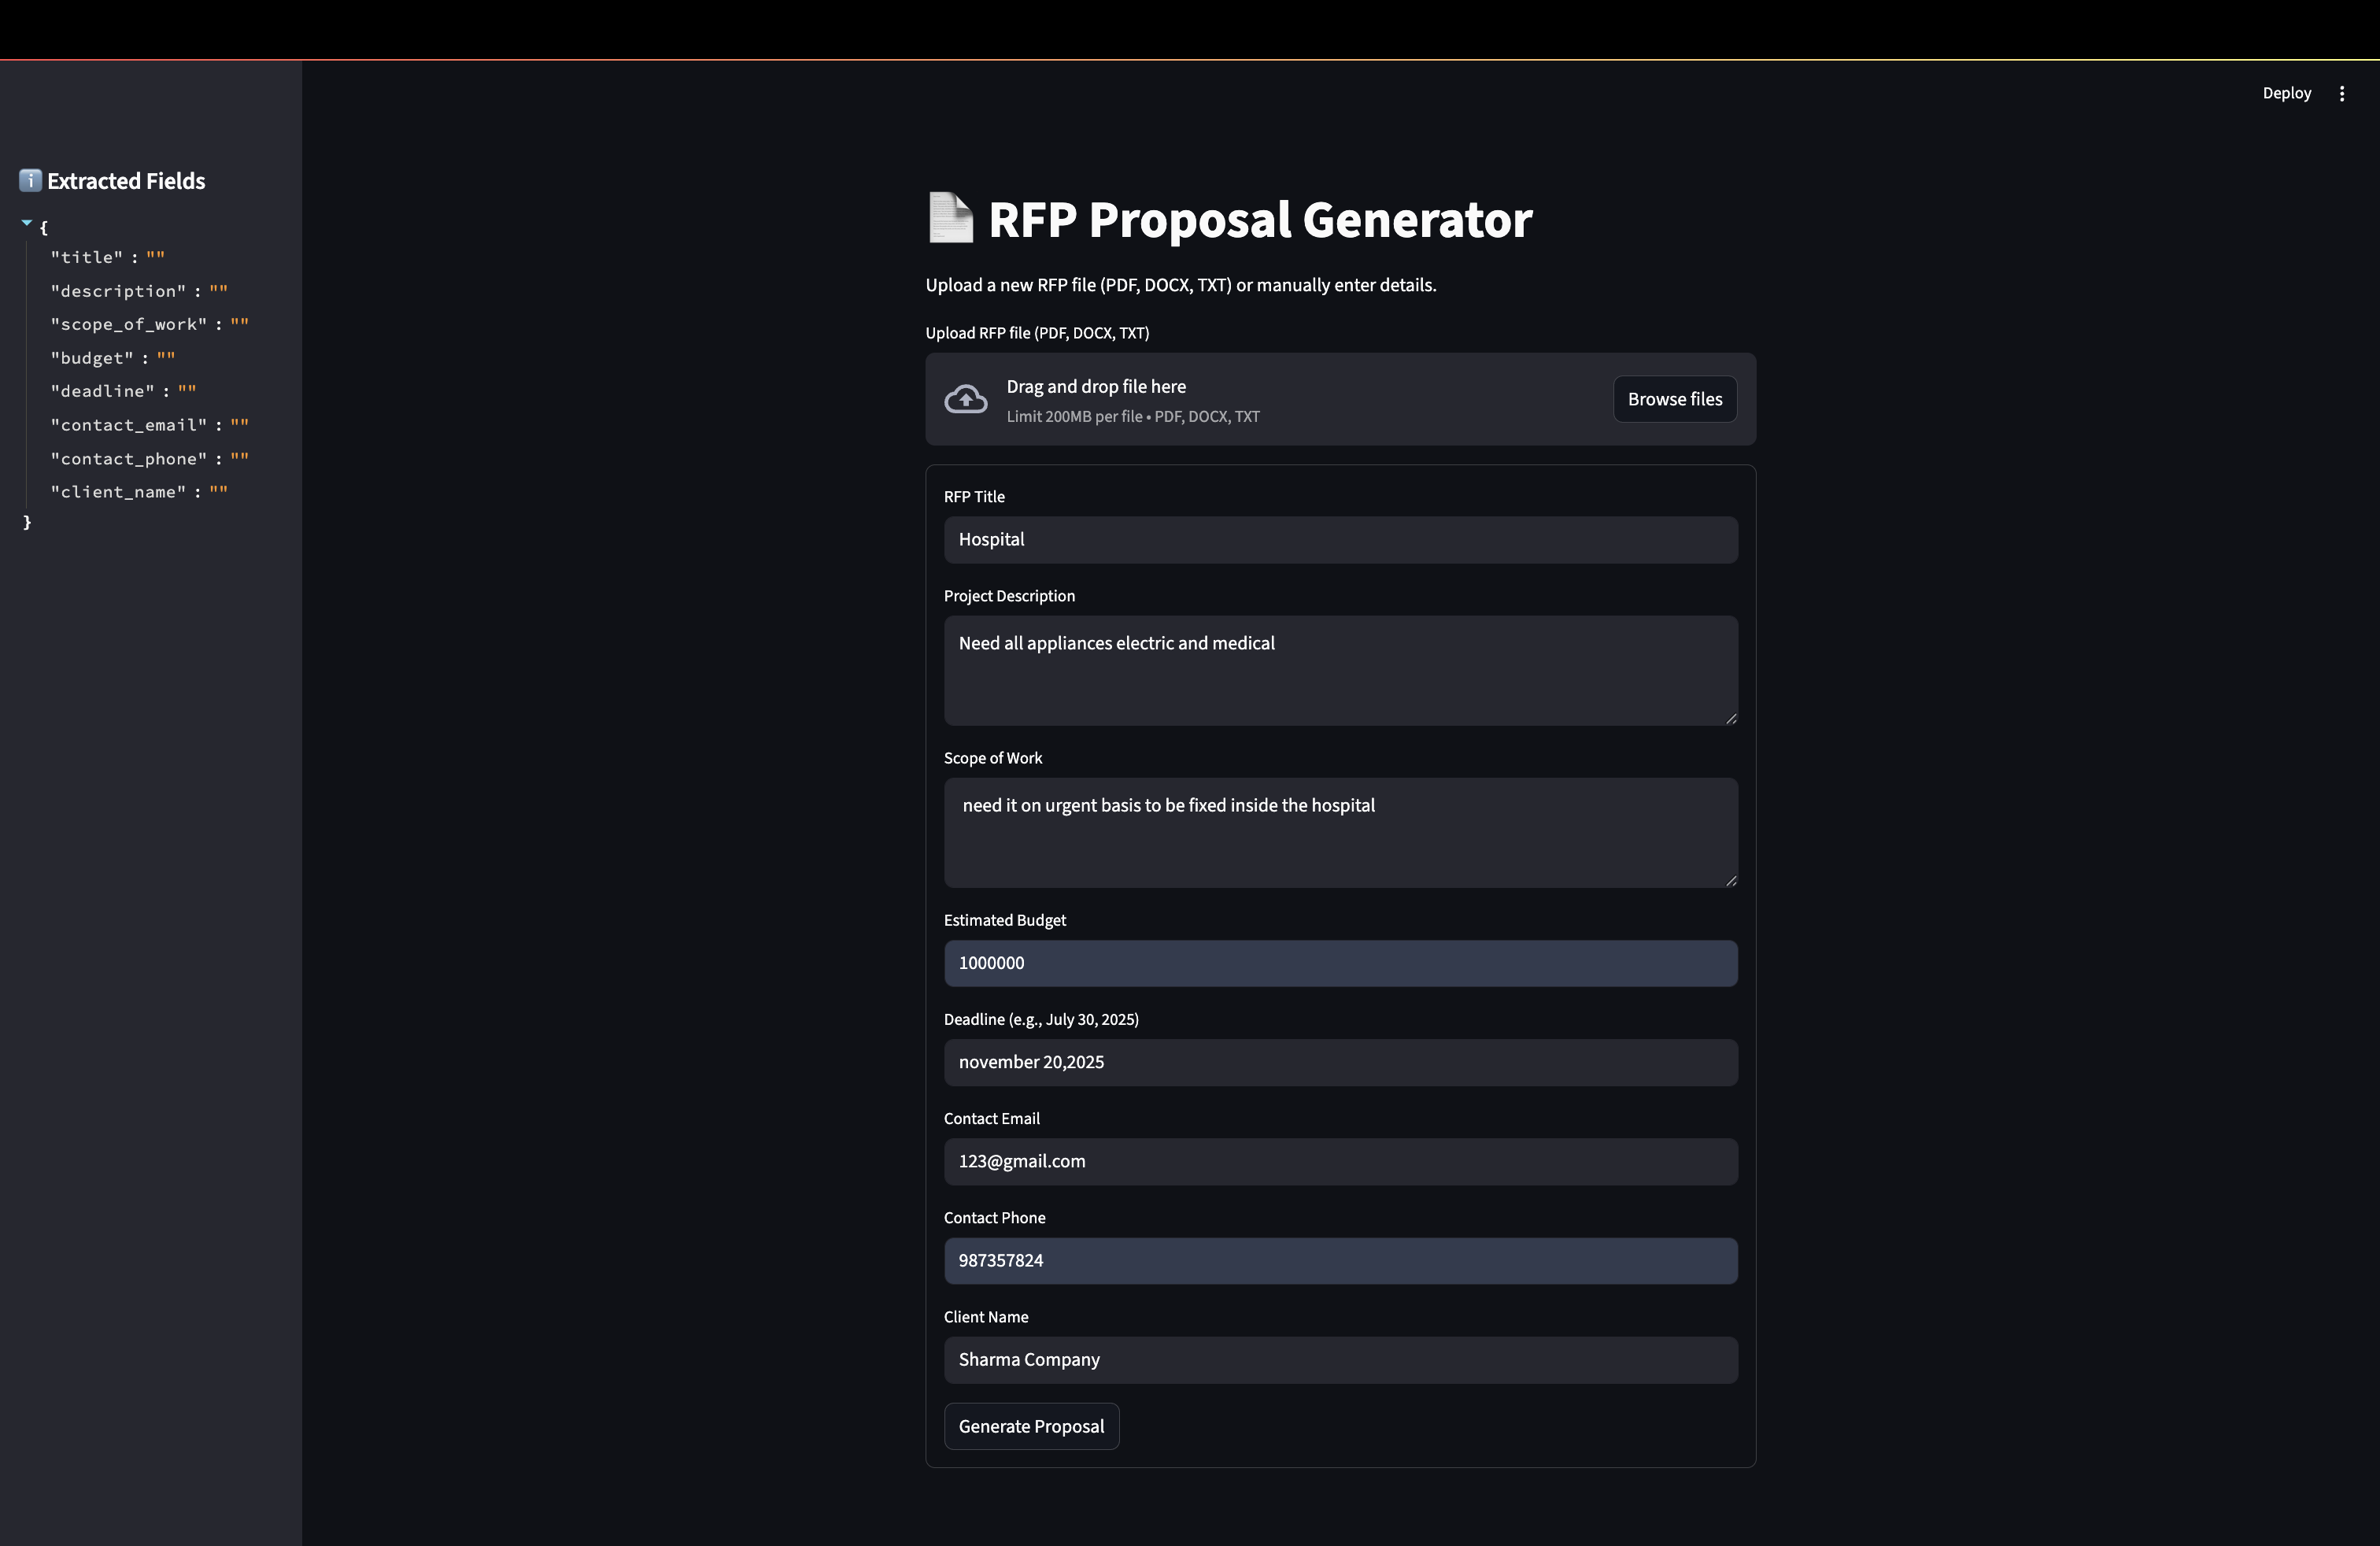 Deploy
Extracted Fields
{
"title" : ""
"description" : ""
"scope_of_work" : ""
"budget" : ""
"deadline" : ""
"contact_email" : ""
"contact_phone" : ""
"client_name" : ""
}
RFP Proposal Generator
Upload a new RFP file (PDF, DOCX, TXT) or manually enter details.
Upload RFP file (PDF, DOCX, TXT)
Drag and drop file here
Limit 200MB per file • PDF, DOCX, TXT
Browse files
RFP Title
Hospital
Project Description
Need all appliances electric and medical
Scope of Work
need it on urgent basis to be fixed inside the hospital
Estimated Budget
1000000
Deadline (e.g., July 30, 2025)
november 20,2025
Contact Email
123@gmail.com
Contact Phone
987357824
Client Name
Sharma Company
Generate Proposal